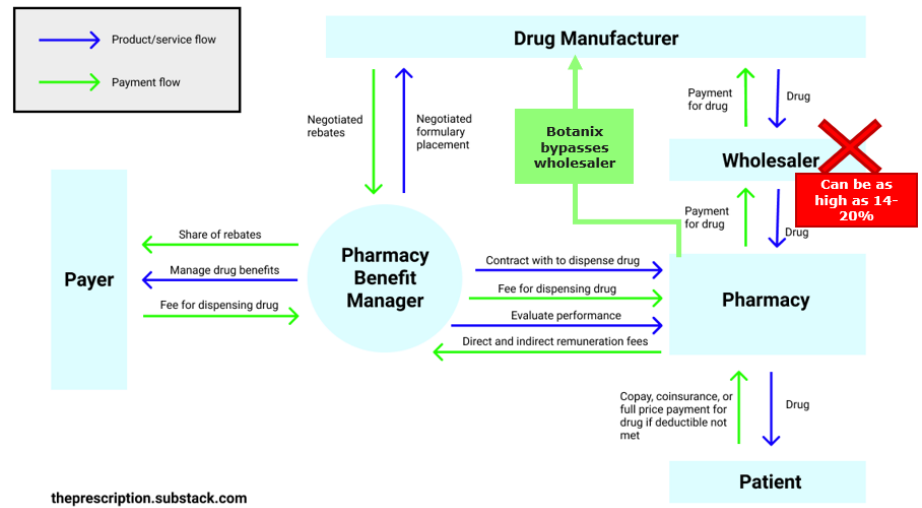 Product/service flow
Payment flow
Drug Manufacturer
Negotiated
rebates
Negotiated
formulary
placement
Botanix
bypasses
wholesaler
Payment
for drug
Drug
Wholesaler
Can be as
high as 14-
20%
Payment
for drug
Drug
Payer
Share of rebates
Manage drug benefits
Fee for dispensing drug
Pharmacy
Benefit
Manager
Contract with to dispense drug
Fee for dispensing drug
Evaluate performance
Direct and indirect remuneration fees
Pharmacy
Copay, coinsurance, or
full price payment for
drug if deductible not
met
Drug
Patient
theprescription.substack.com